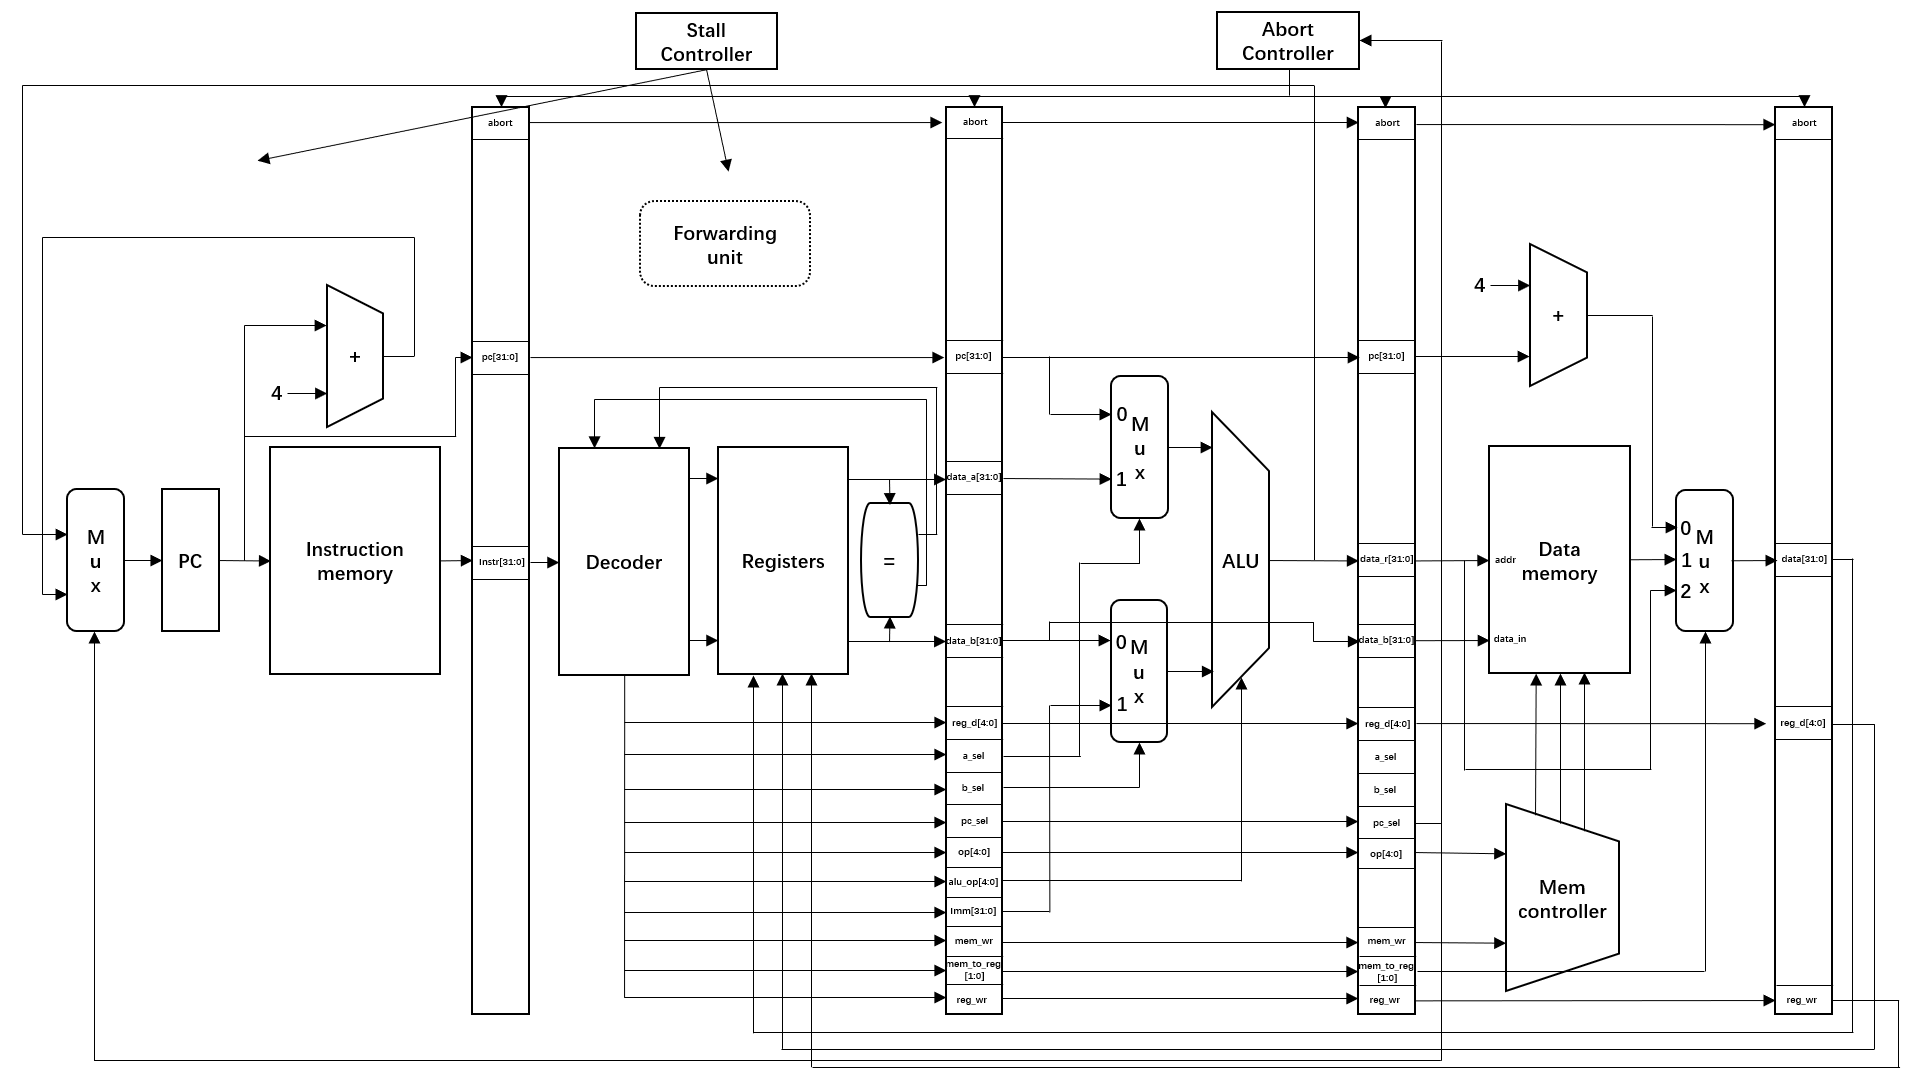 Stall
Controller
Abort
Controller
abort
abort
abort
abort
Forwarding
unit
4
+
+
pc[31:0]
pc[31:0]
pc[31:0]
4
0
M
u
x
1
data_a[31:0]
M
u
x
PC
Instruction
memory
Instr[31:0]
Decoder
Registers
=
ALU
data_r[31:0]
addr
Data
memory
data_in
0
1
2
M
u
x
data[31:0]
data_b[31:0]
0
M
u
x
1
data_b[31:0]
reg_d[4:0]
reg_d[4:0]
reg_d[4:0]
a_sel
a_sel
b_sel
b_sel
pc_sel
pc_sel
op[4:0]
op[4:0]
alu_op[4:0]
Imm[31:0]
Mem
controller
mem_wr
mem_wr
mem_to_reg
[1:0]
mem_to_reg
[1:0]
reg_wr
reg_wr
reg_wr